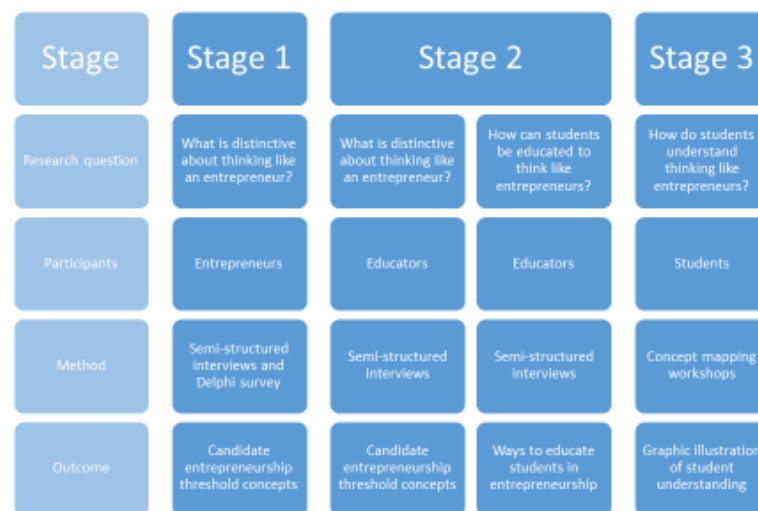 Stage
Stage 1
Stage 2
Stage 3
Research question
What is distinctive
about thinking like
an entrepreneur?
What is distinctive
about thinking like
an entrepreneur?
How can students
be educated to
think like
entrepreneurs?
How do students
understand
thinking like
entrepreneurs?
Participants
Entrepreneurs
Educators
Educators
Students
Method
Semi-structured
interviews and
Delphi survey
Semi-structured
interviews
Semi-structured
interviews
Concept mapping
workshops
Outcome
Candidate
entrepreneurship
threshold concepts
Candidate
entrepreneurship
threshold concepts
Ways to educate
students in
entrepreneurship
Graphic illustration
of student
understanding